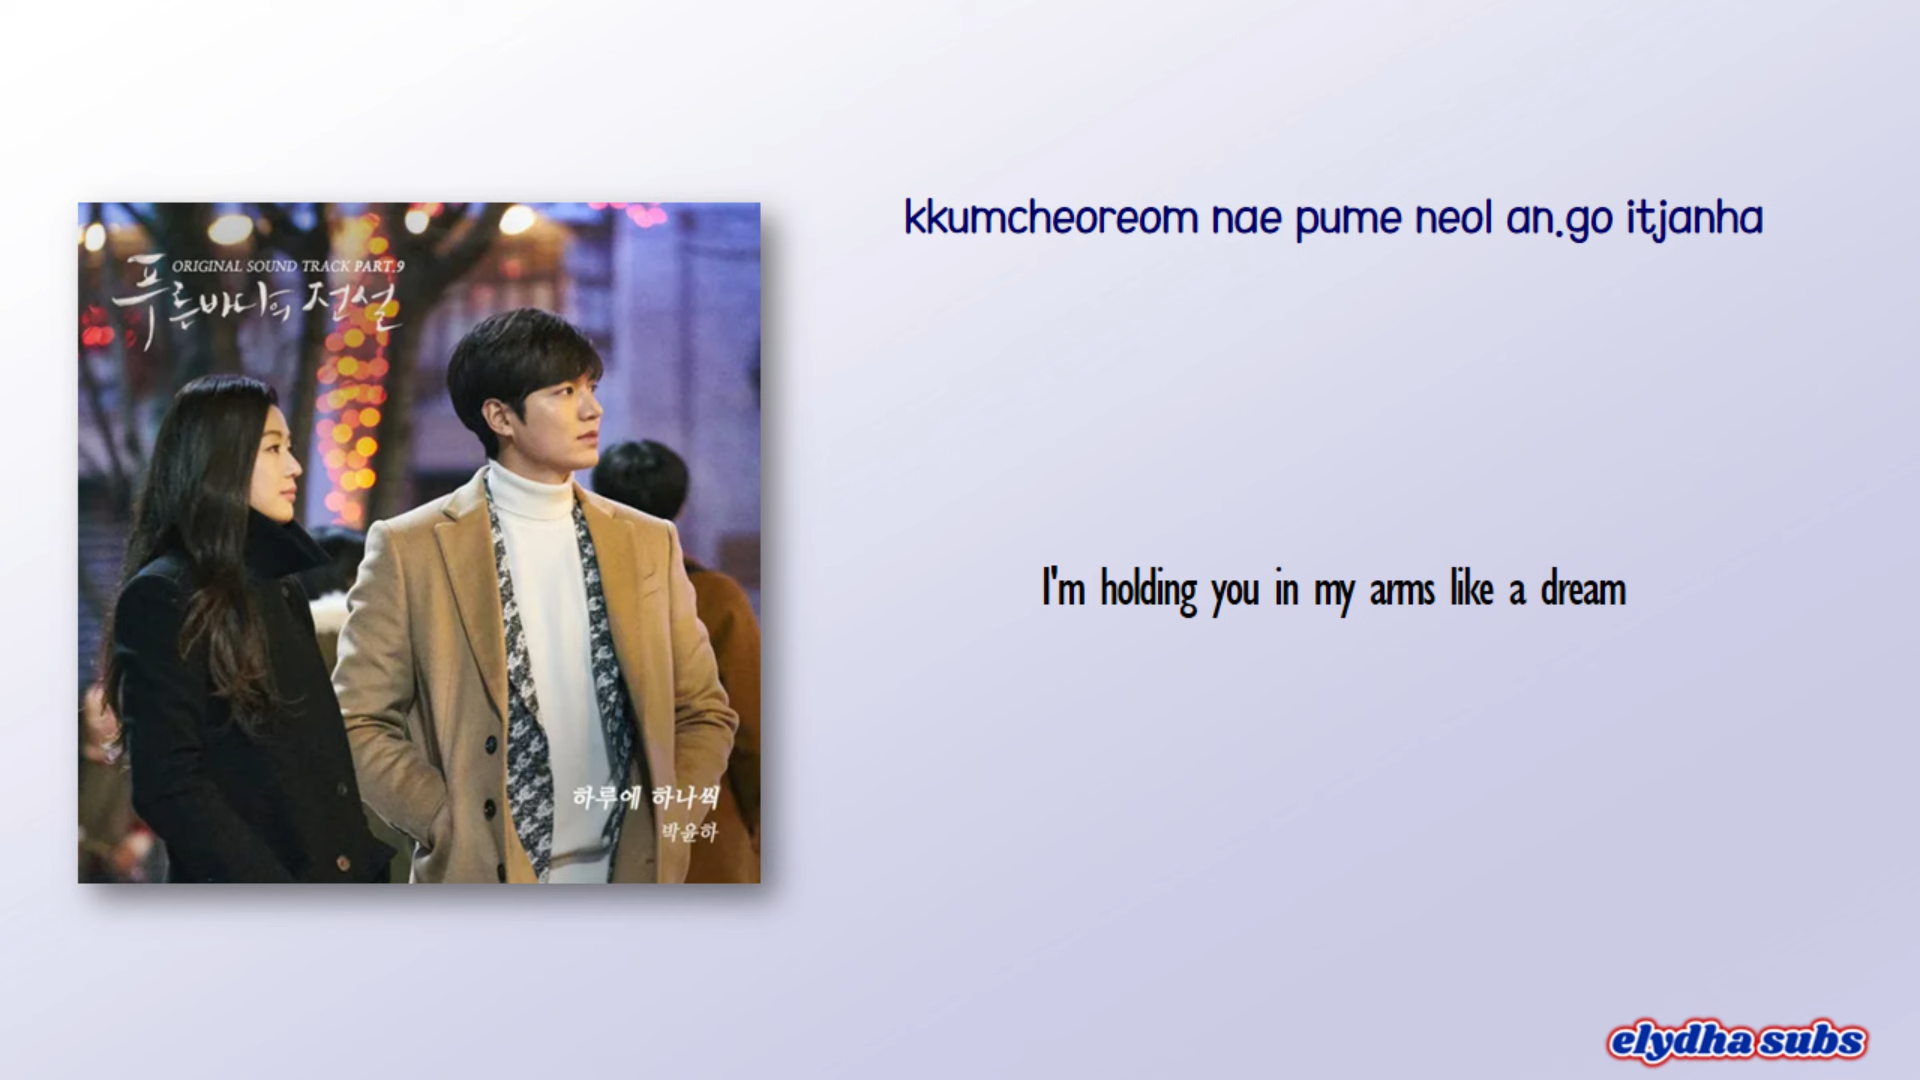 ORIGINAL SOUND TRACK PART.9
푸른바다의 전설
하루에 하나씩
박윤하
kkumcheoreom nae pume neol an.go itjanha
I'm holding you in my arms like a dream
elydha subs